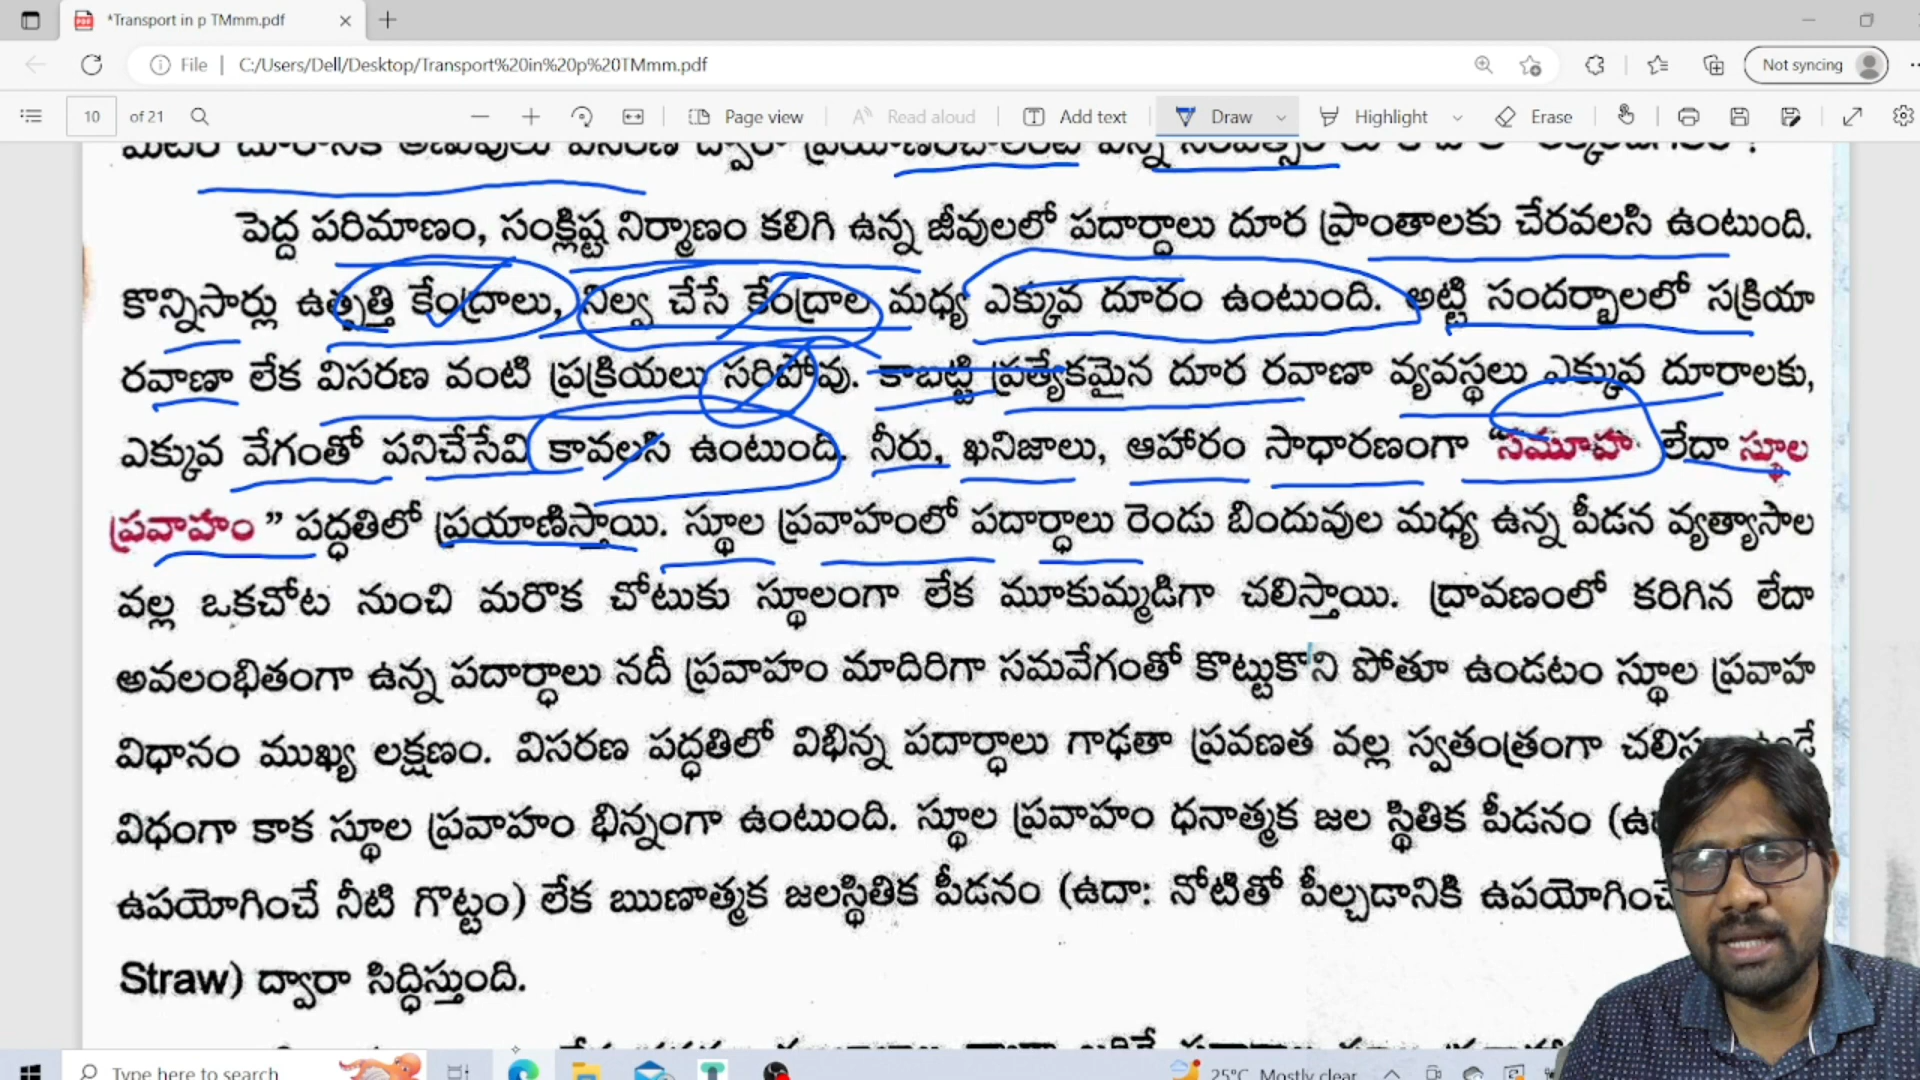 *Transport in p TMmm.pdf
File | C:/Users/Dell/Desktop/Transport%20in%20p%20TMmm.pdf
Not syncing
10 of 21
Page view
Read aloud
Add text
Draw
Highlight
Erase
పెద్ద పరిమాణం, సంక్లిష్ట నిర్మాణం కలిగి ఉన్న జీవులలో పదార్థాలు దూర ప్రాంతాలకు చేరవలసి ఉంటుంది.
కొన్నిసార్లు ఉత్పత్తి కేంద్రాలు, నిల్వ చేసే కేంద్రాల మధ్య ఎక్కువ దూరం ఉంటుంది. అట్టి సందర్భాలలో సక్రియా
రవాణా లేక విసరణ వంటి ప్రక్రియలు సరిపోవు. కాబట్టి ప్రత్యేకమైన దూర రవాణా వ్యవస్థలు ఎక్కువ దూరాలకు,
ఎక్కువ వేగంతో పనిచేసేవి కావలసి ఉంటుంది. నీరు, ఖనిజాలు, ఆహారం సాధారణంగా “సమూహ లేదా స్థూల
ప్రవాహం” పద్ధతిలో ప్రయాణిస్తాయి. స్థూల ప్రవాహంలో పదార్థాలు రెండు బిందువుల మధ్య ఉన్న పీడన వ్యత్యాసాల
వల్ల ఒకచోట నుంచి మరొక చోటుకు స్థూలంగా లేక మూకుమ్మడిగా చలిస్తాయి. ద్రావణంలో కరిగిన లేదా
అవలంభితంగా ఉన్న పదార్థాలు నదీ ప్రవాహం మాదిరిగా సమవేగంతో కొట్టుకొని పోతూ ఉండటం స్థూల ప్రవాహ
విధానం ముఖ్య లక్షణం. విసరణ పద్ధతిలో విభిన్న పదార్థాలు గాఢతా ప్రవణత వల్ల స్వతంత్రంగా
విధంగా కాక స్థూల ప్రవాహం భిన్నంగా ఉంటుంది. స్థూల ప్రవాహం ధనాత్మక జల స్థితిక పీడనం
ఉపయోగించే నీటి గొట్టం) లేక ఋణాత్మక జలస్థితిక పీడనం (ఉదా: నోటితో పీల్చడానికి ఉపయోగించే
Straw) ద్వారా సిద్ధిస్తుంది.
Type here to search
25°C Mostly clear